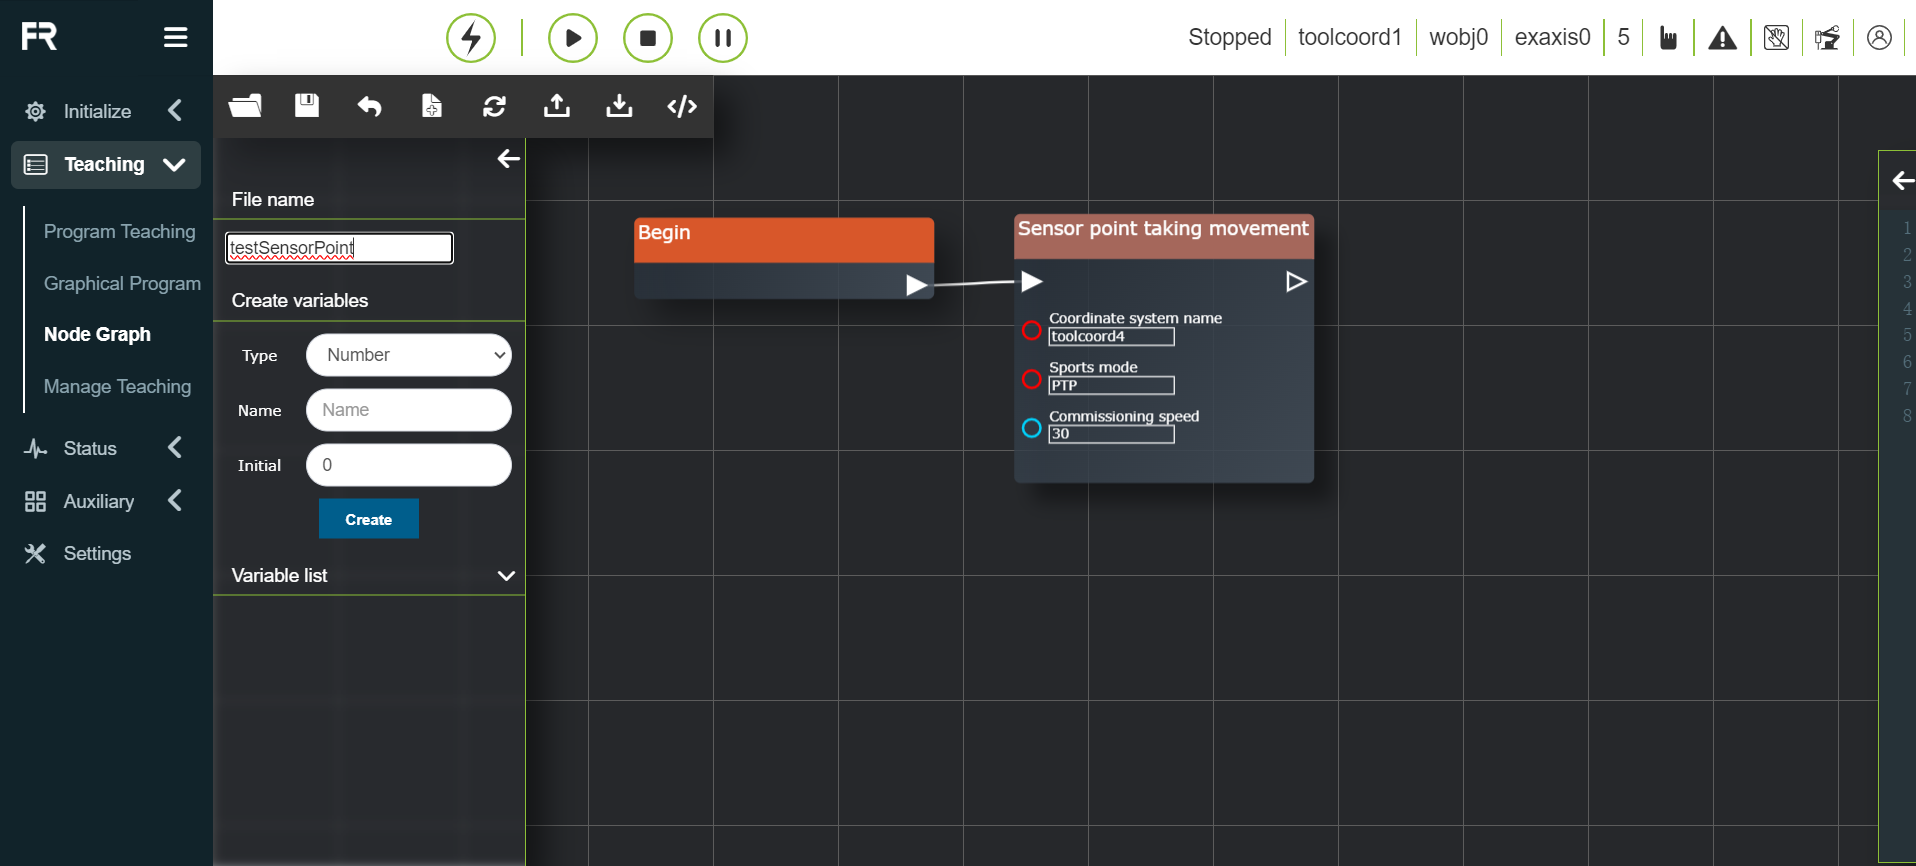 FR
Stopped
toolcoord1
wobj0
exaxis0
5
Initialize
Teaching
Program Teaching
Graphical Program
Node Graph
Manage Teaching
Status
Auxiliary
Settings
File name
testSensorPoint
Create variables
Type
Number
Name
Name
Initial
0
Create
Variable list
Begin
Sensor point taking movement
Coordinate system name
toolcoord4
Sports mode
PTP
Commissioning speed
30
1
2
3
4
5
6
7
8